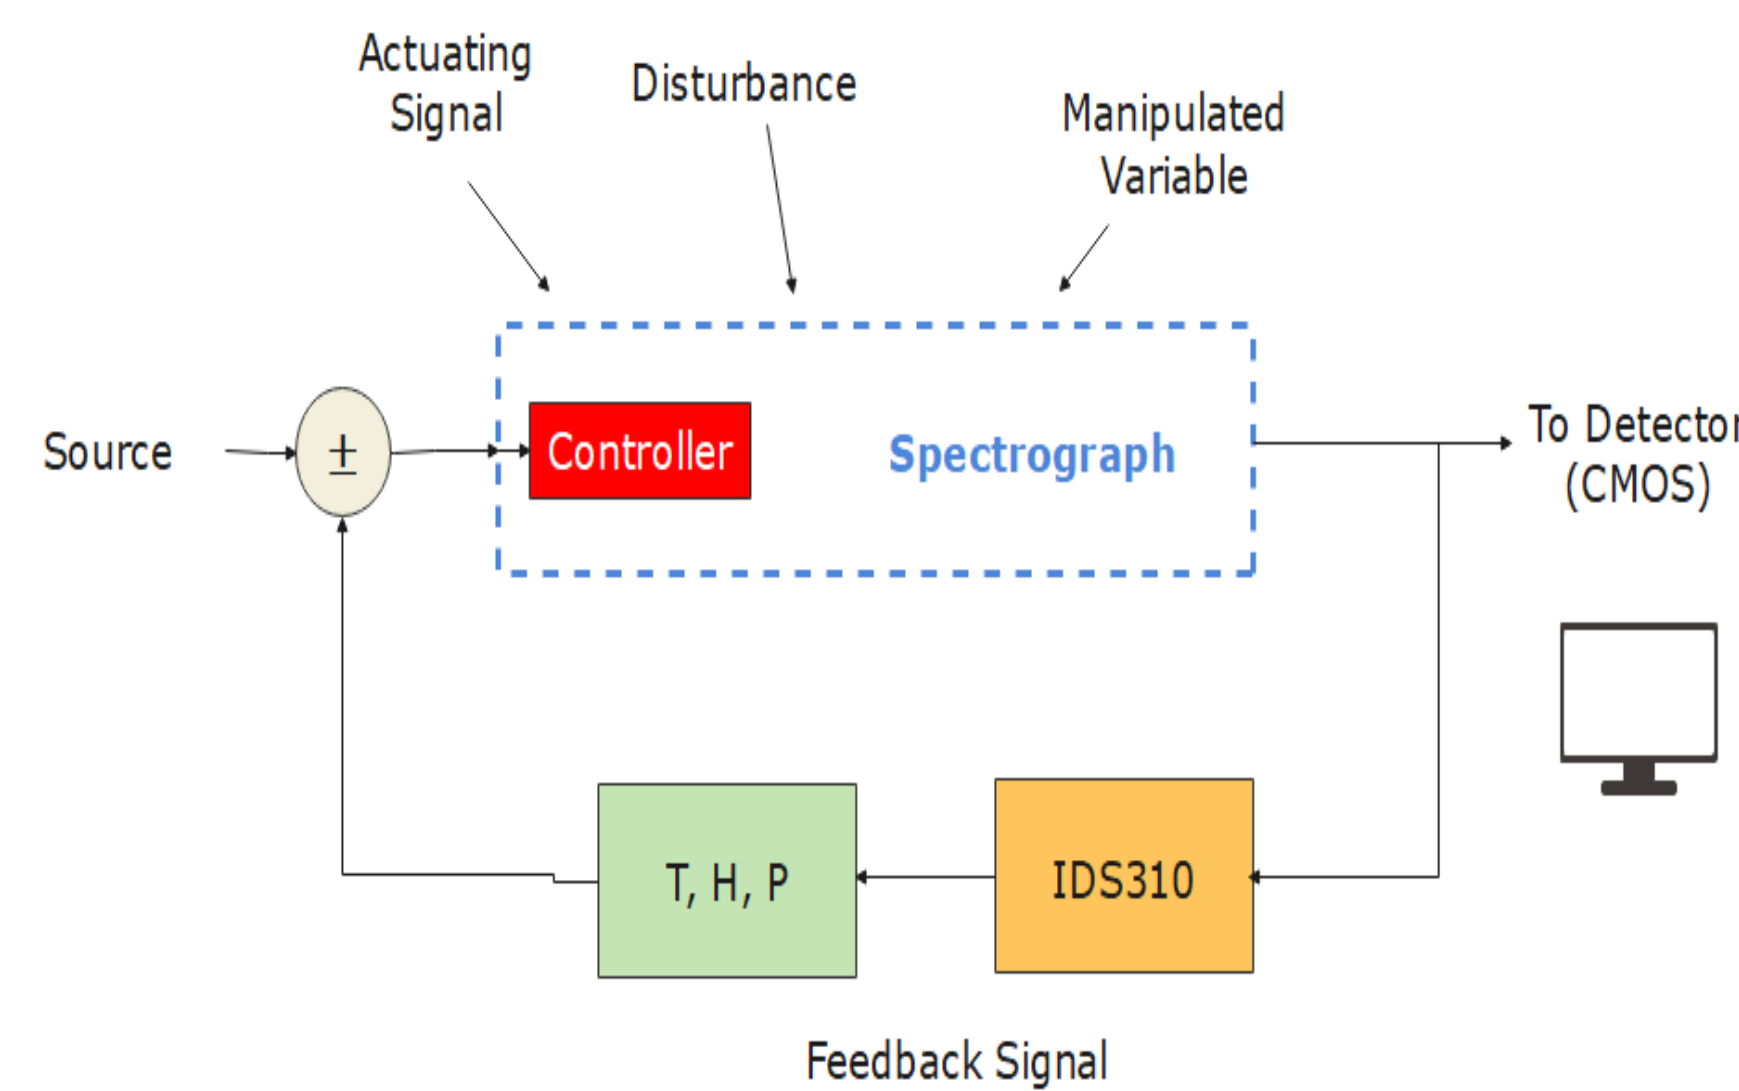 Actuating
Signal
Disturbance
Manipulated
Variable
Source
±
Controller
Spectrograph
To Detector
(CMOS)
T, H, P
IDS310
Feedback Signal